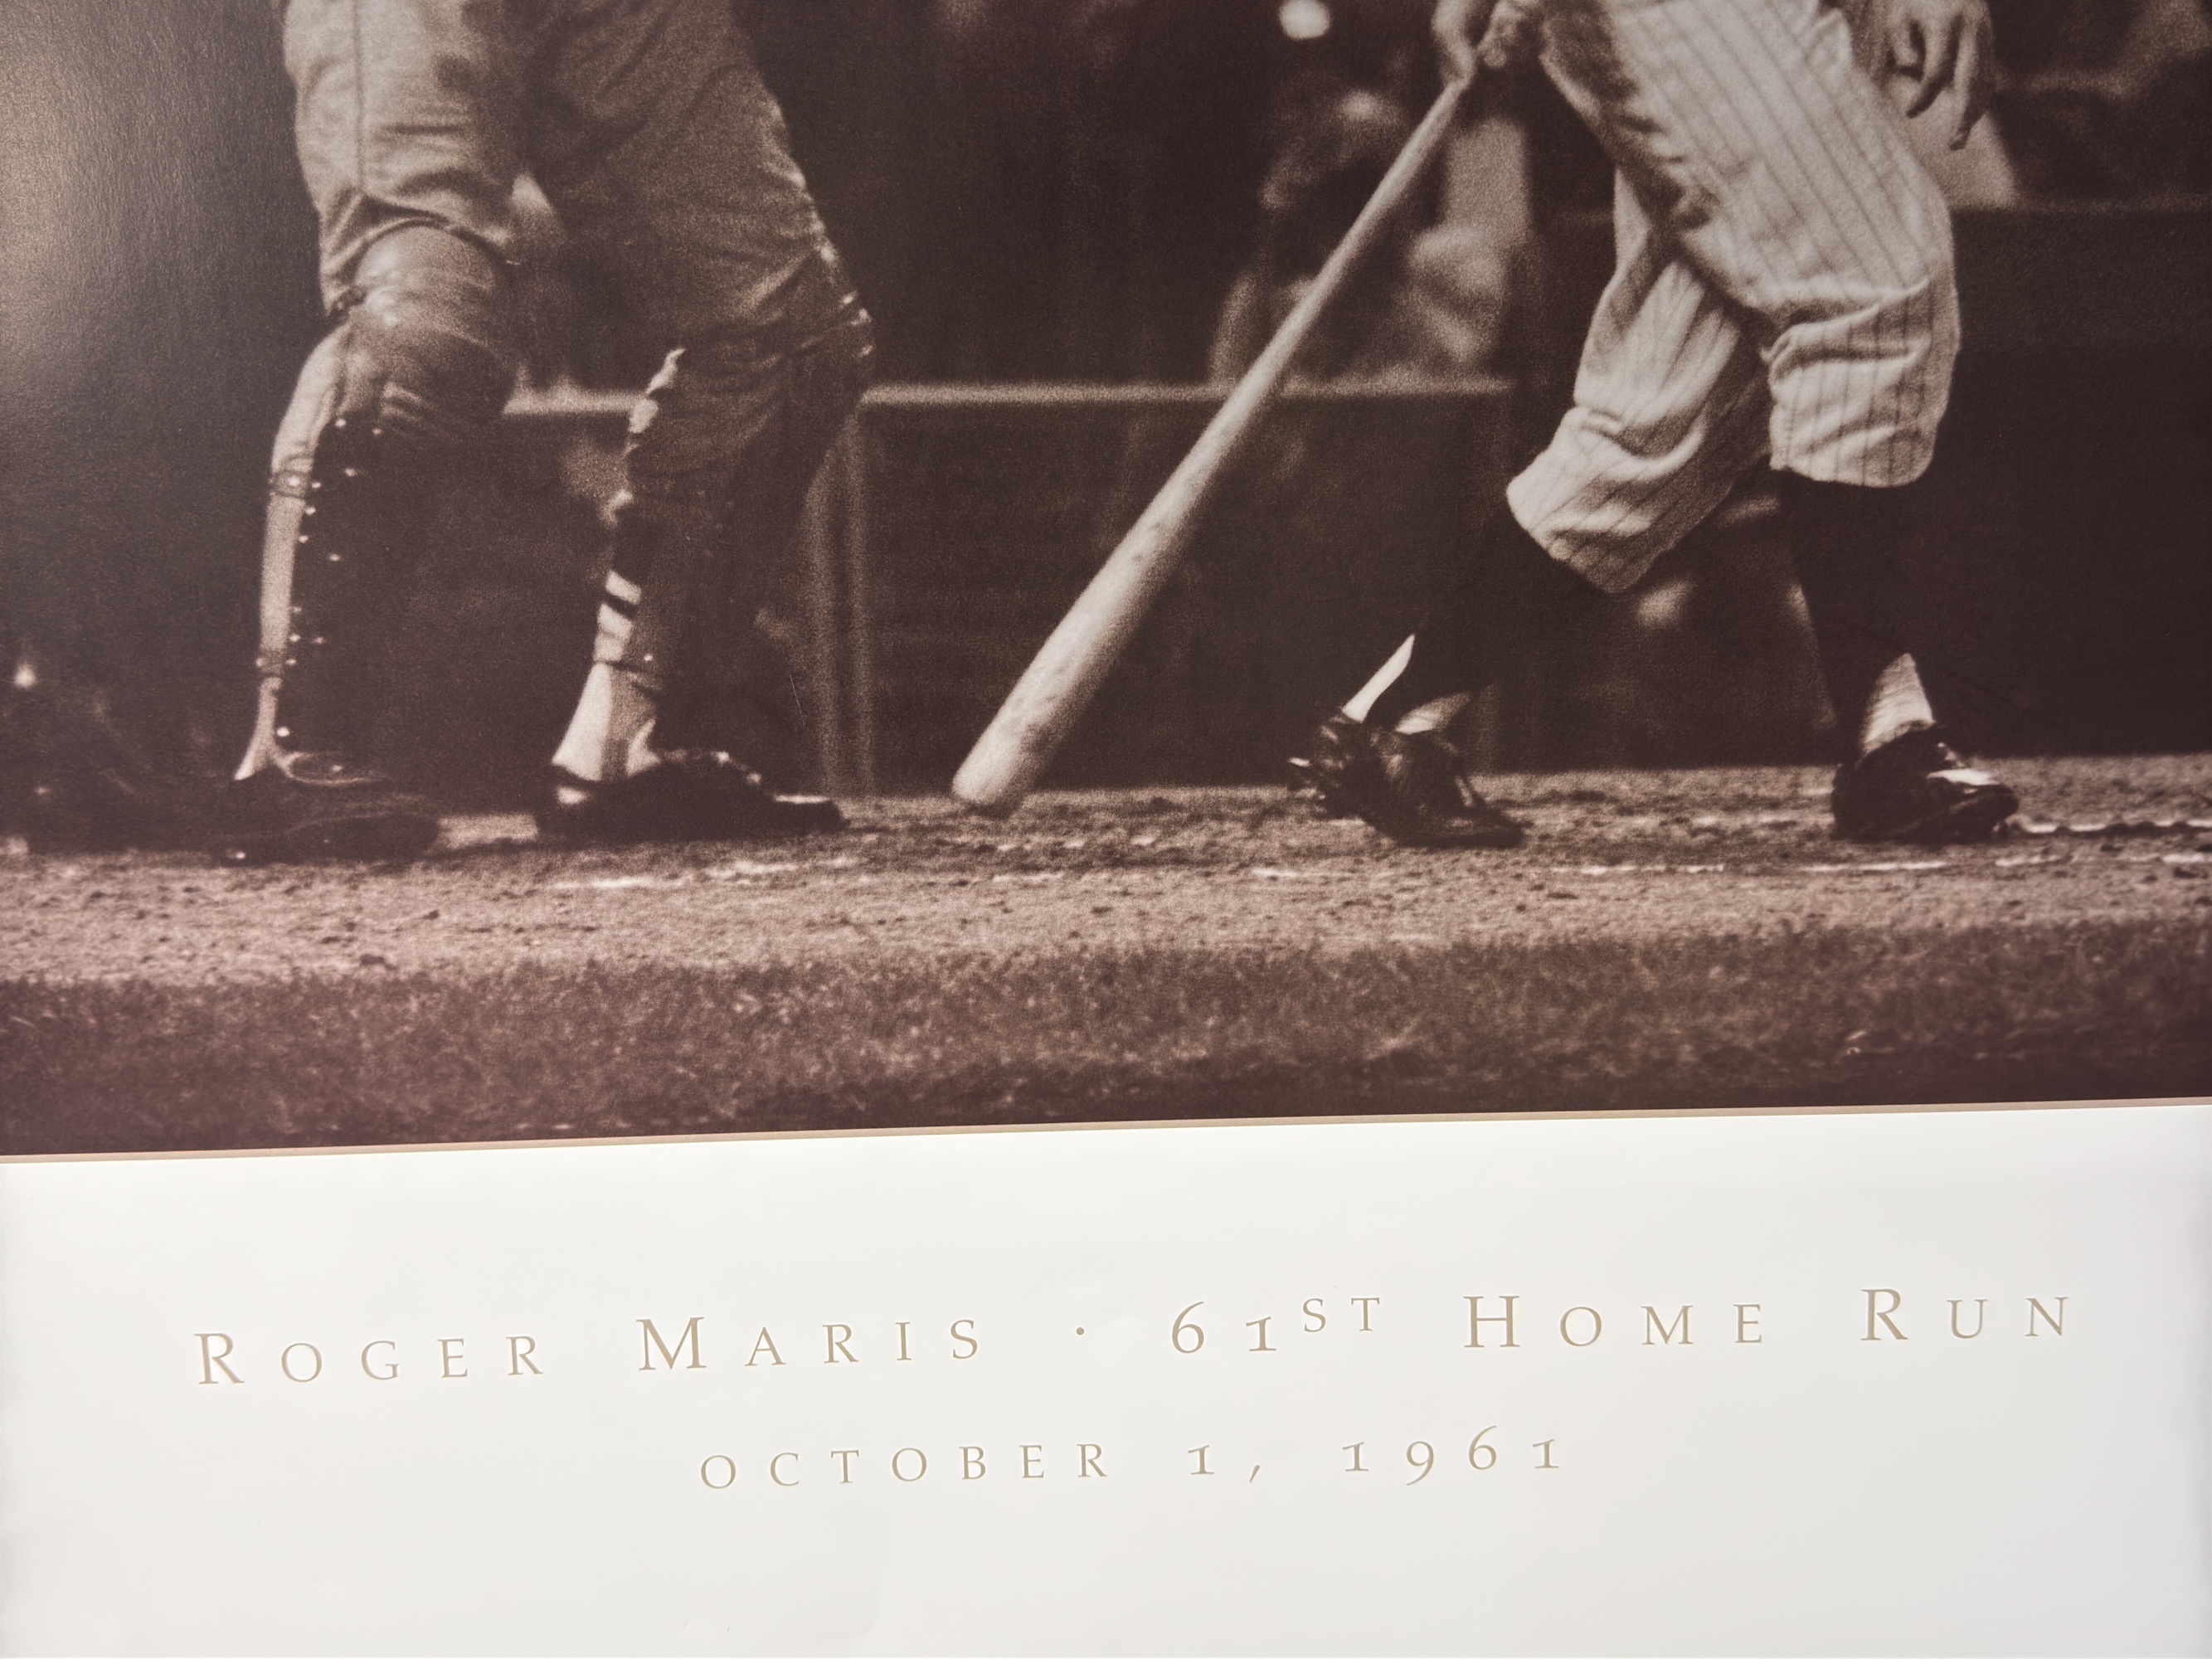 Roger Maris · 61st Home Run
October 1, 1961